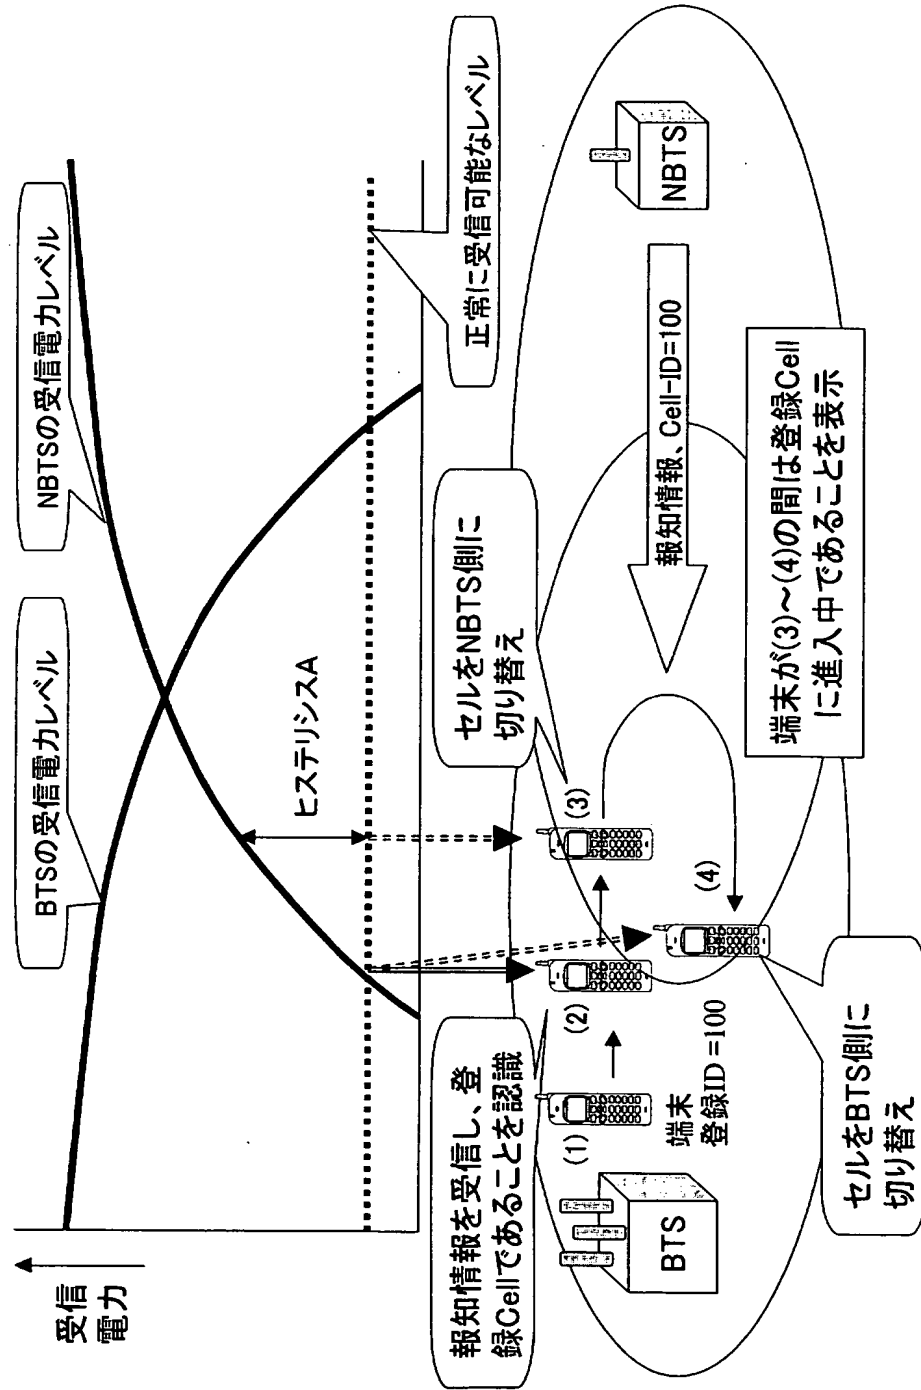 受信
電力
BTSの受信電力レベル
NBTSの受信電力レベル
ヒステリシスA
正常に受信可能なレベル
報知情報を受信し、登
録Cellであることを認識
セルをNBTS側に
切り替え
(1)
(2)
(3)
(4)
端末
登録ID=100
BTS
報知情報、Cell-ID=100
NBTS
セルをBTS側に
切り替え
端末が(3)～(4)の間は登録Cell
に進入中であることを表示